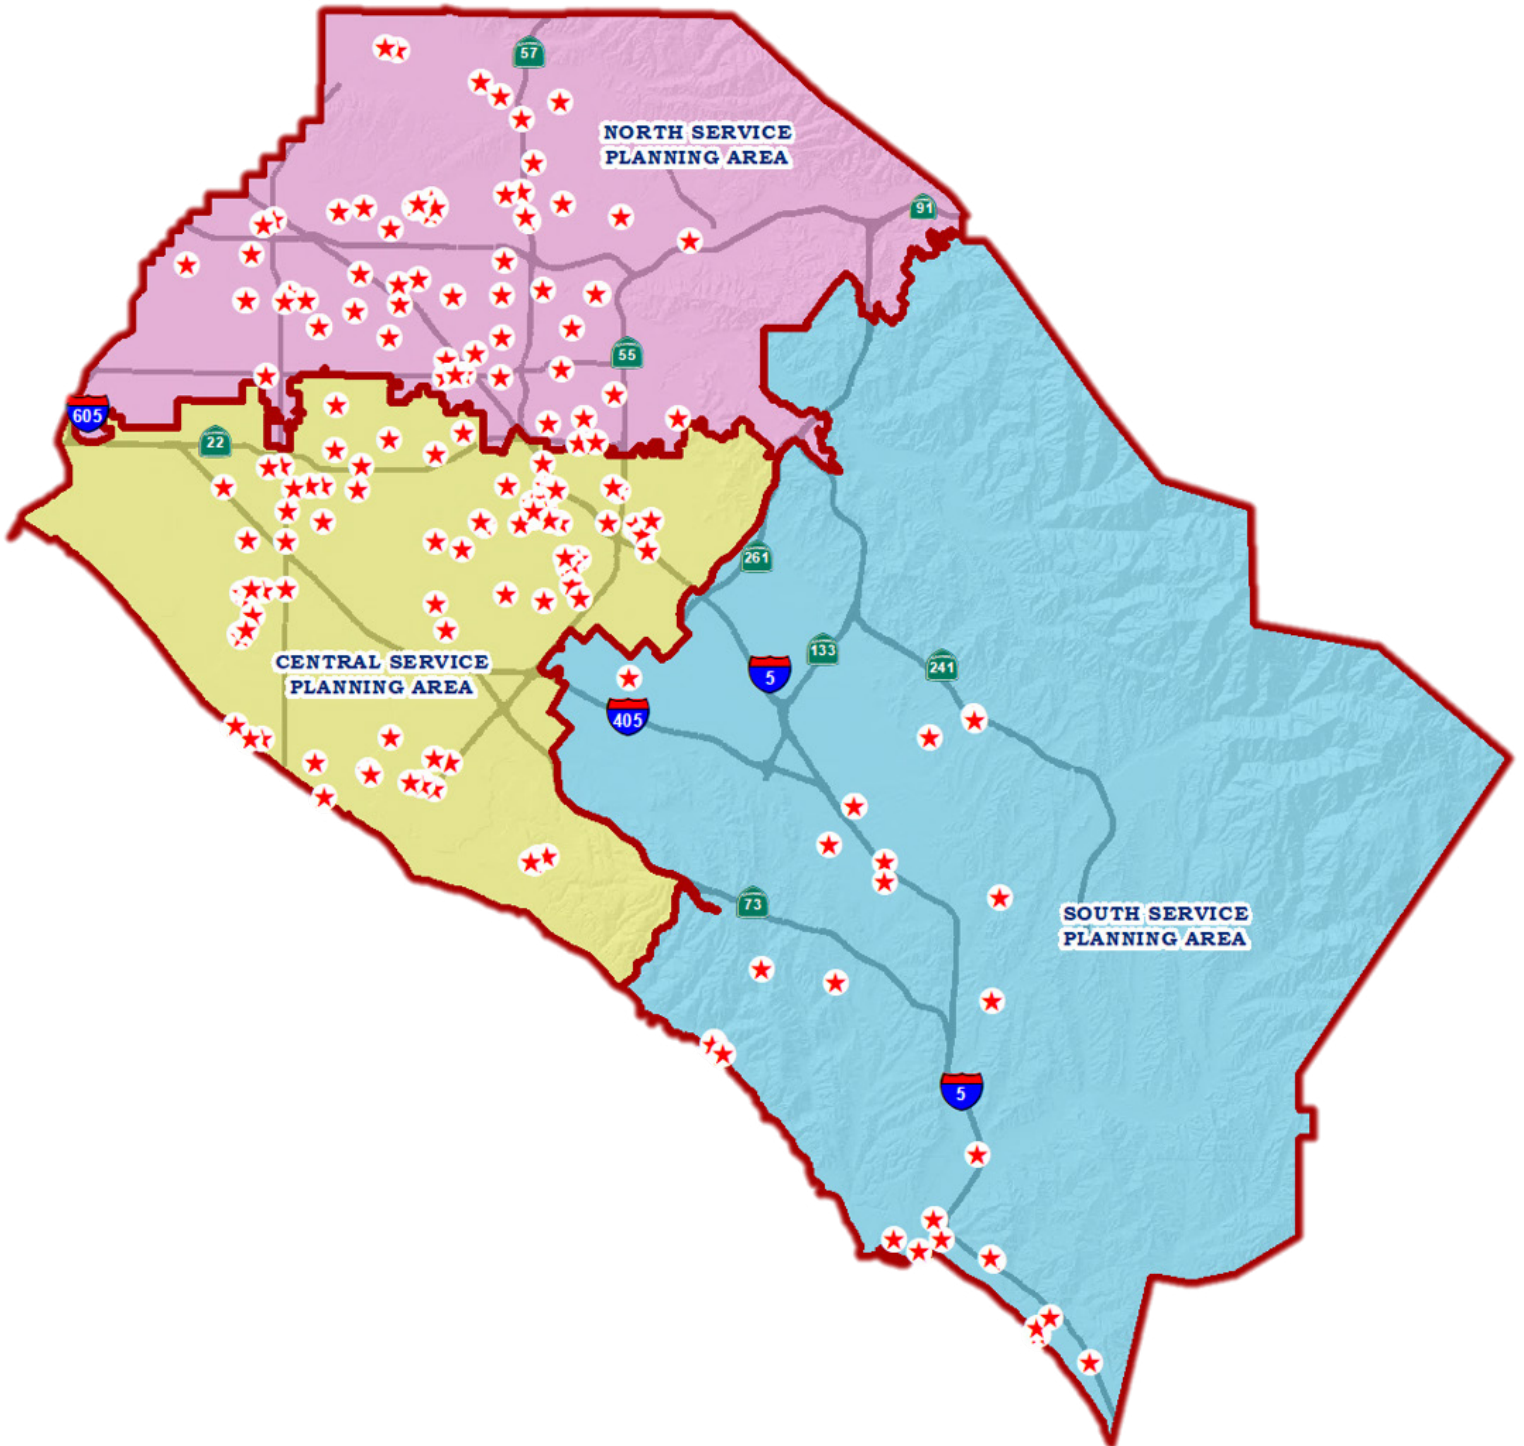 57
NORTH SERVICE
PLANNING AREA
91
55
605
22
261
133
241
5
CENTRAL SERVICE
PLANNING AREA
405
73
SOUTH SERVICE
PLANNING AREA
5